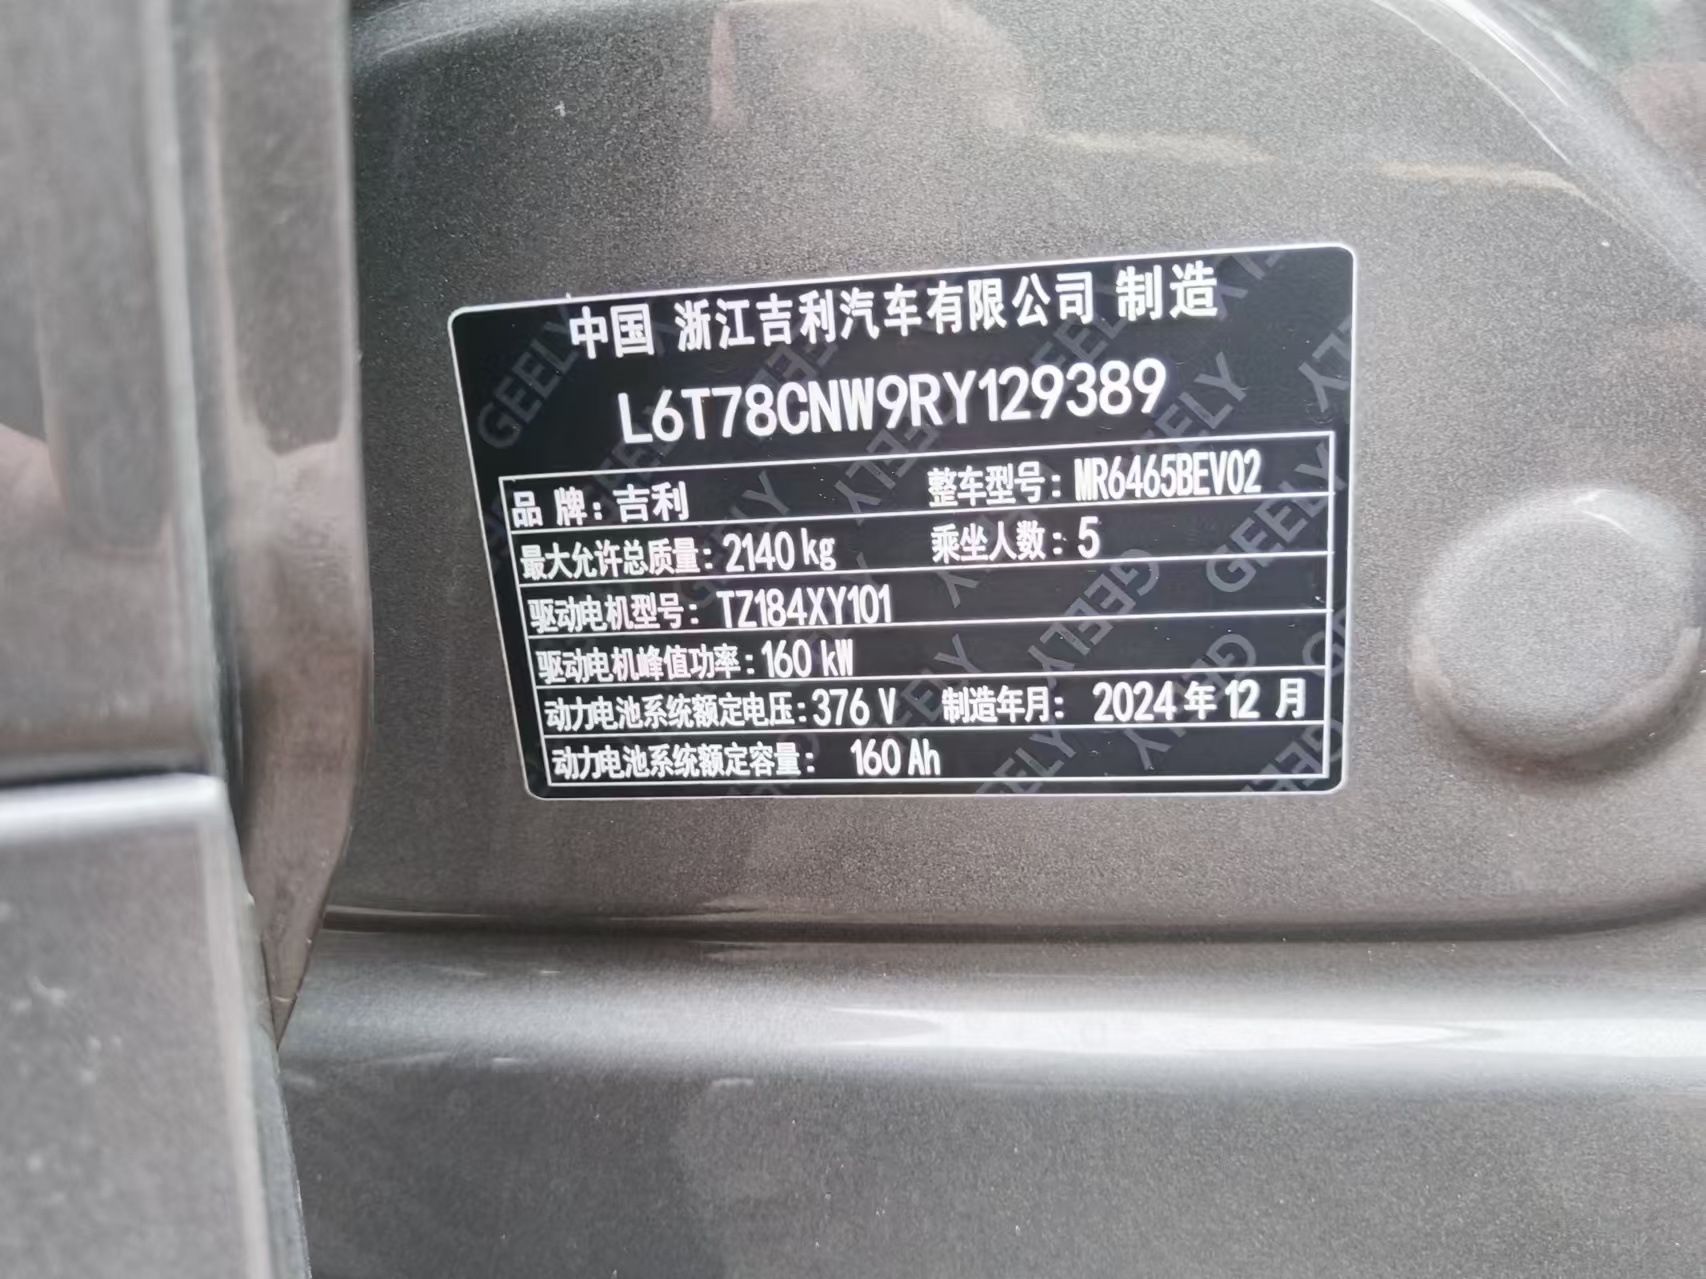 中国 浙江吉利汽车有限公司 制造
L6T78CNW9RY129389
品 牌：吉利 整车型号：MR6465BEV02
最大允许总质量：2140 kg 乘坐人数：5
驱动电机型号：TZ184XY101
驱动电机峰值功率：160 kW
动力电池系统额定电压：376 V 制造年月：2024 年 12 月
动力电池系统额定容量：160 Ah
GEELY